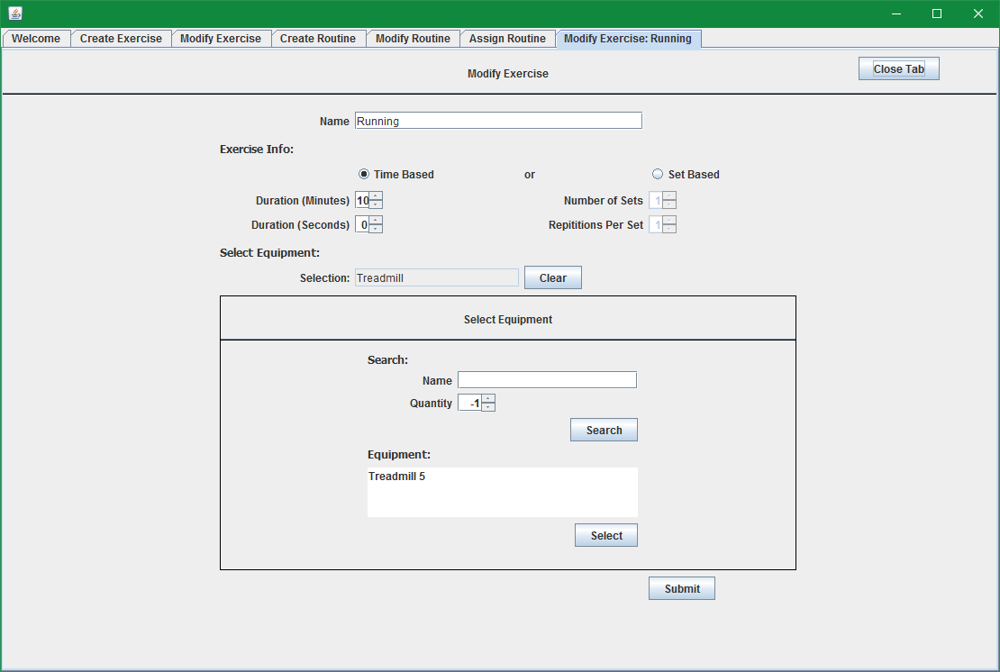 Welcome Create Exercise Modify Exercise Create Routine Modify Routine Assign Routine Modify Exercise: Running
Modify Exercise Close Tab
Name Running
Exercise Info:
Time Based or Set Based
Duration (Minutes) 10 Number of Sets 1
Duration (Seconds) 0 Repititions Per Set 1
Select Equipment:
Selection: Treadmill Clear
Select Equipment
Search:
Name
Quantity -1
Search
Equipment:
Treadmill 5
Select
Submit